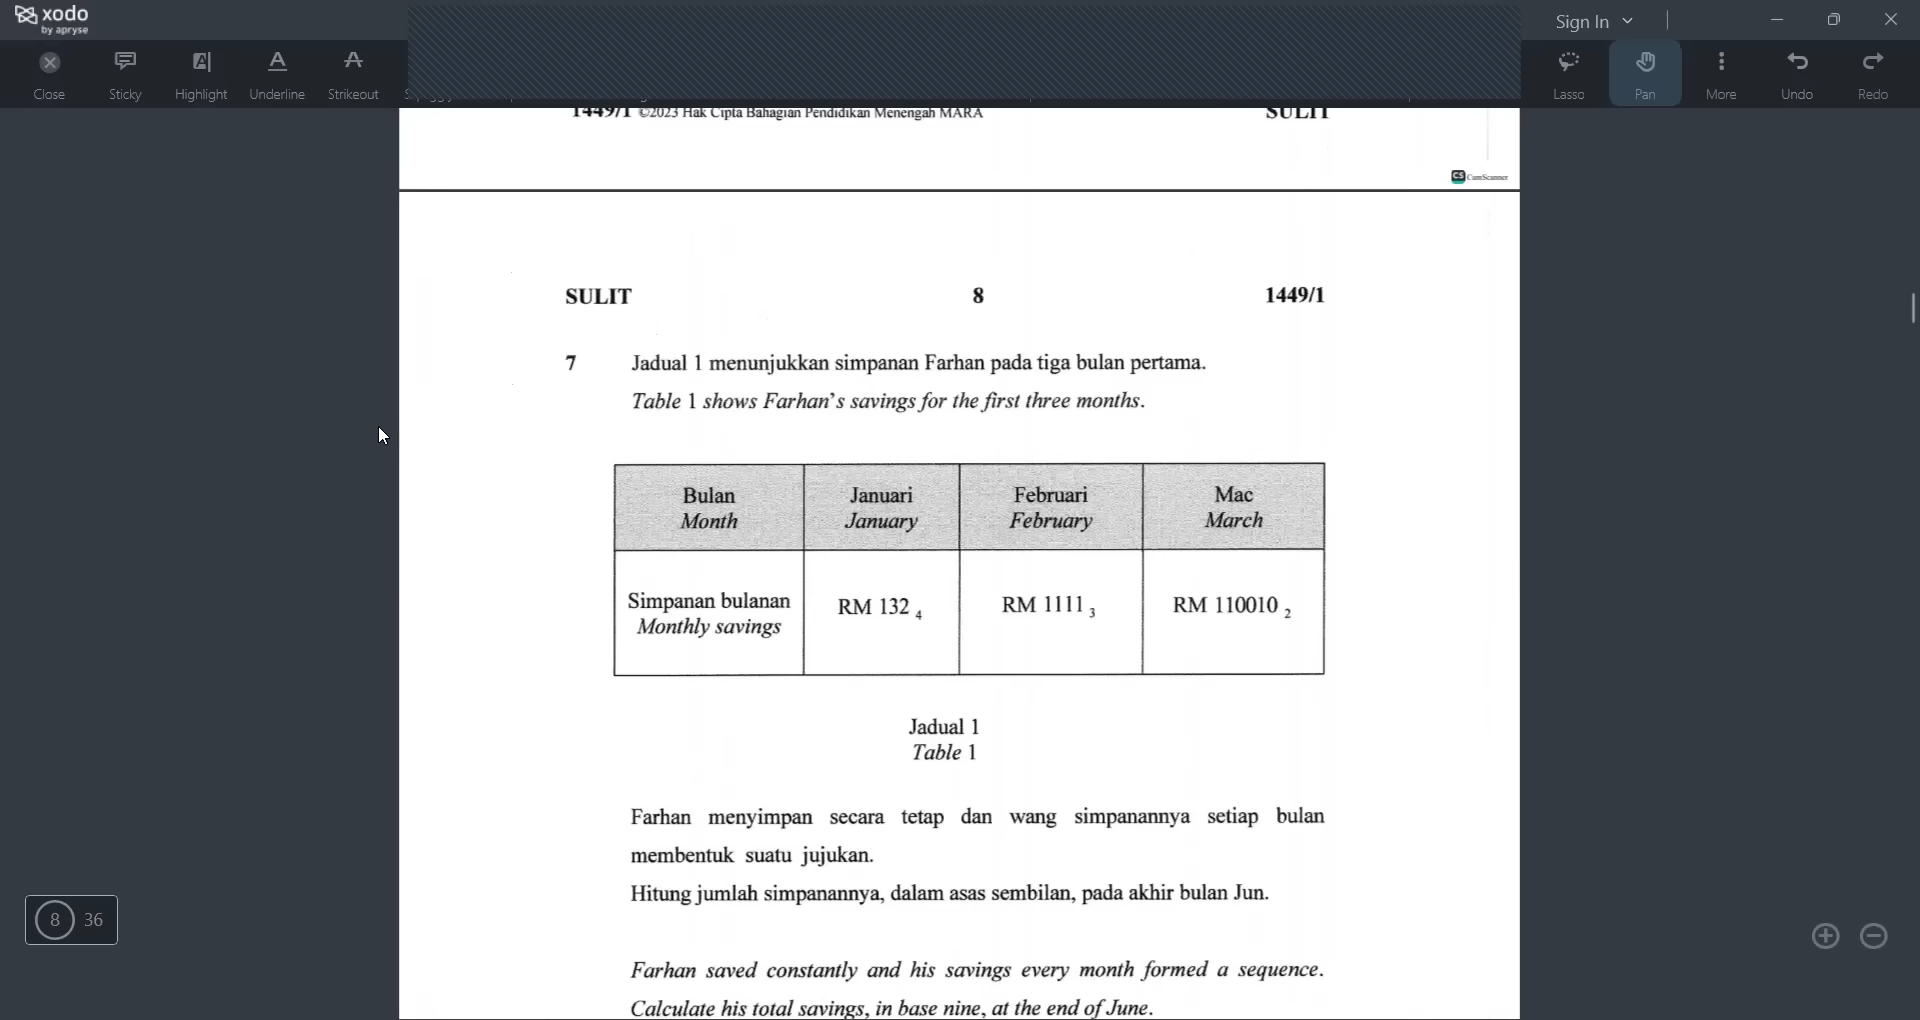 xodo
by apryse
Sign In
Close
Sticky
Highlight
Underline
Strikeout
Lasso
Pan
More
Undo
Redo
1449/1 ©2023 Hak Cipta Bahagian Pendidikan Menengah MARA SULIT
CS CamScanner
SULIT 8 1449/1
7 Jadual 1 menunjukkan simpanan Farhan pada tiga bulan pertama.
Table 1 shows Farhan's savings for the first three months.
Bulan Januari Februari Mac
Month January February March
Simpanan bulanan RM 132 4 RM 1111 3 RM 110010 2
Monthly savings
Jadual 1
Table 1
Farhan menyimpan secara tetap dan wang simpanannya setiap bulan
membentuk suatu jujukan.
Hitung jumlah simpanannya, dalam asas sembilan, pada akhir bulan Jun.
Farhan saved constantly and his savings every month formed a sequence.
Calculate his total savings, in base nine, at the end of June.
8 36